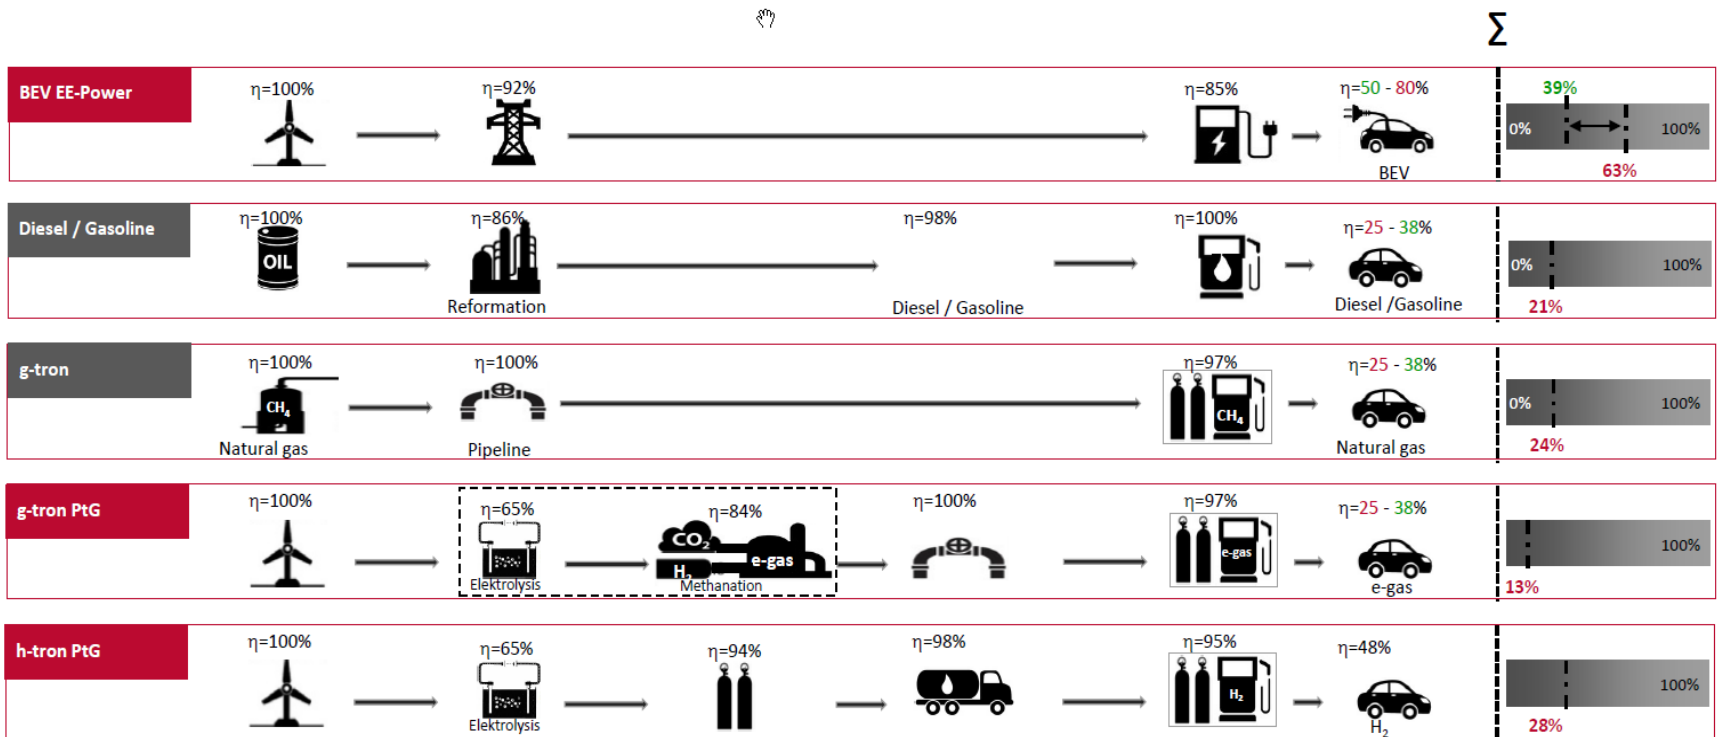 Σ
BEV EE-Power
η=100%
η=92%
η=85%
η=50 - 80%
BEV
39%
0%
100%
63%
Diesel / Gasoline
η=100%
OIL
η=86%
Reformation
η=98%
Diesel / Gasoline
η=100%
η=25 - 38%
Diesel /Gasoline
0%
100%
21%
g-tron
η=100%
CH₄
Natural gas
η=100%
Pipeline
η=97%
CH₄
η=25 - 38%
Natural gas
0%
100%
24%
g-tron PtG
η=100%
η=65%
Elektrolysis
η=84%
CO₂
H₂
e-gas
Methanation
η=100%
η=97%
e-gas
η=25 - 38%
e-gas
100%
13%
h-tron PtG
η=100%
η=65%
Elektrolysis
η=94%
η=98%
η=95%
H₂
η=48%
H₂
100%
28%